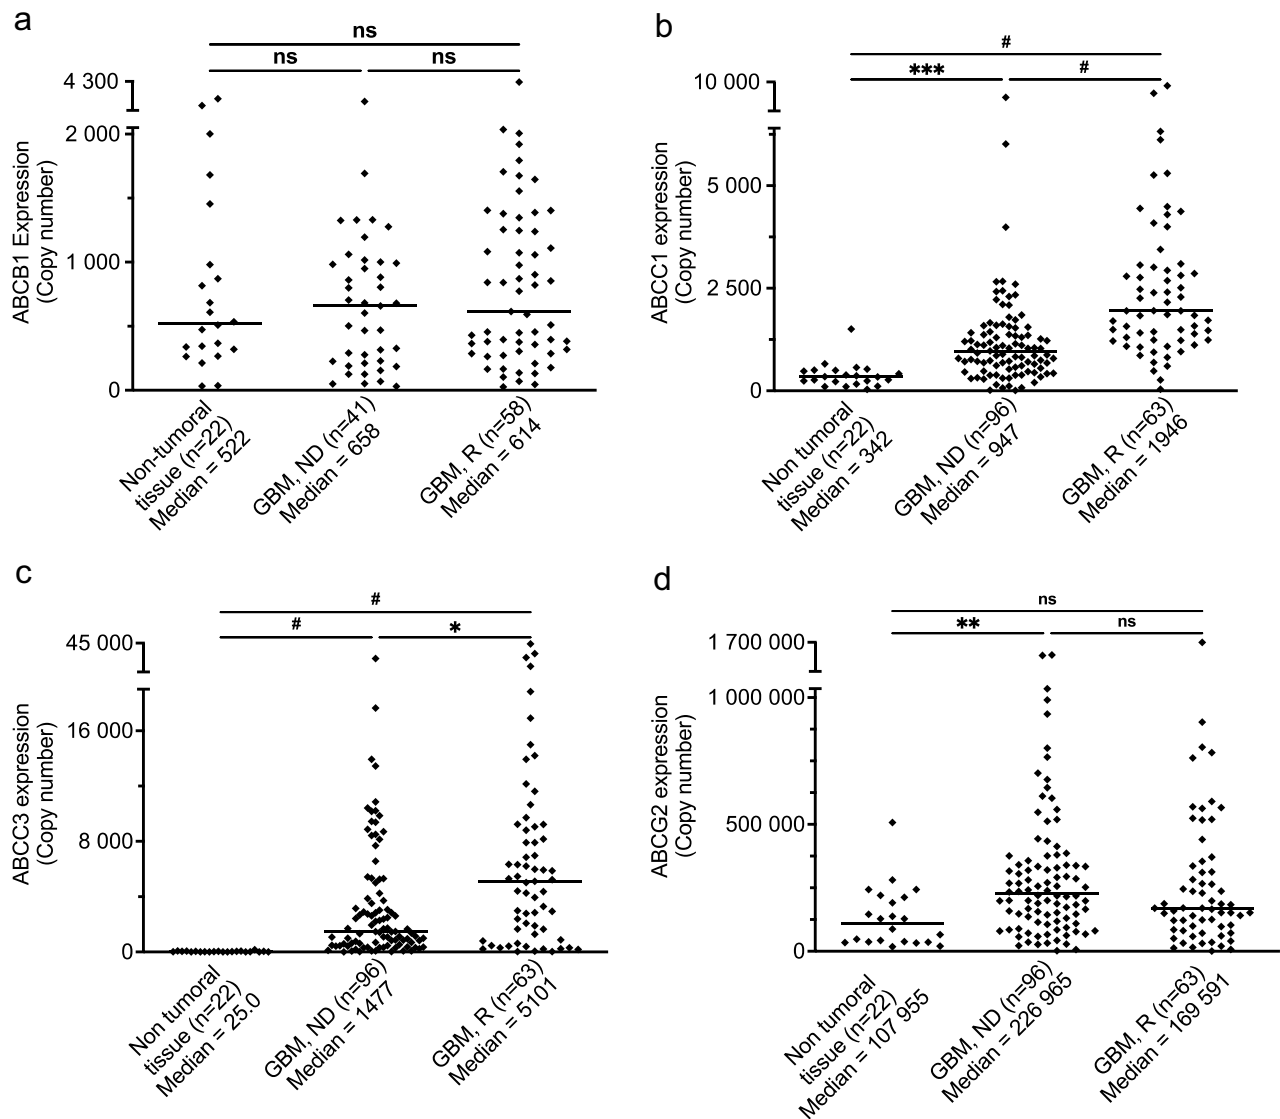 a
ns
ns
ns
4 300
2 000
1 000
0
ABCB1 Expression
(Copy number)
Non-tumoral
tissue (n=22)
Median = 522
GBM, ND (n=41)
Median = 658
GBM, R (n=58)
Median = 614
b
#
***
#
10 000
5 000
2 500
0
ABCC1 expression
(Copy number)
Non tumoral
tissue (n=22)
Median = 342
GBM, ND (n=96)
Median = 947
GBM, R (n=63)
Median = 1946
c
#
#
*
45 000
16 000
8 000
0
ABCC3 expression
(Copy number)
Non tumoral
tissue (n=22)
Median = 25.0
GBM, ND (n=96)
Median = 1477
GBM, R (n=63)
Median = 5101
d
ns
**
ns
1 700 000
1 000 000
500 000
0
ABCG2 expression
(Copy number)
Non tumoral
tissue (n=22)
Median = 107 955
GBM, ND (n=96)
Median = 226 965
GBM, R (n=63)
Median = 169 591